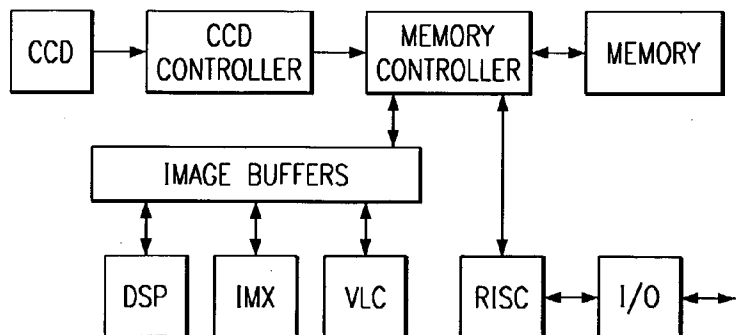 CCD
CCD
CONTROLLER
MEMORY
CONTROLLER
MEMORY
IMAGE BUFFERS
DSP
IMX
VLC
RISC
I/O